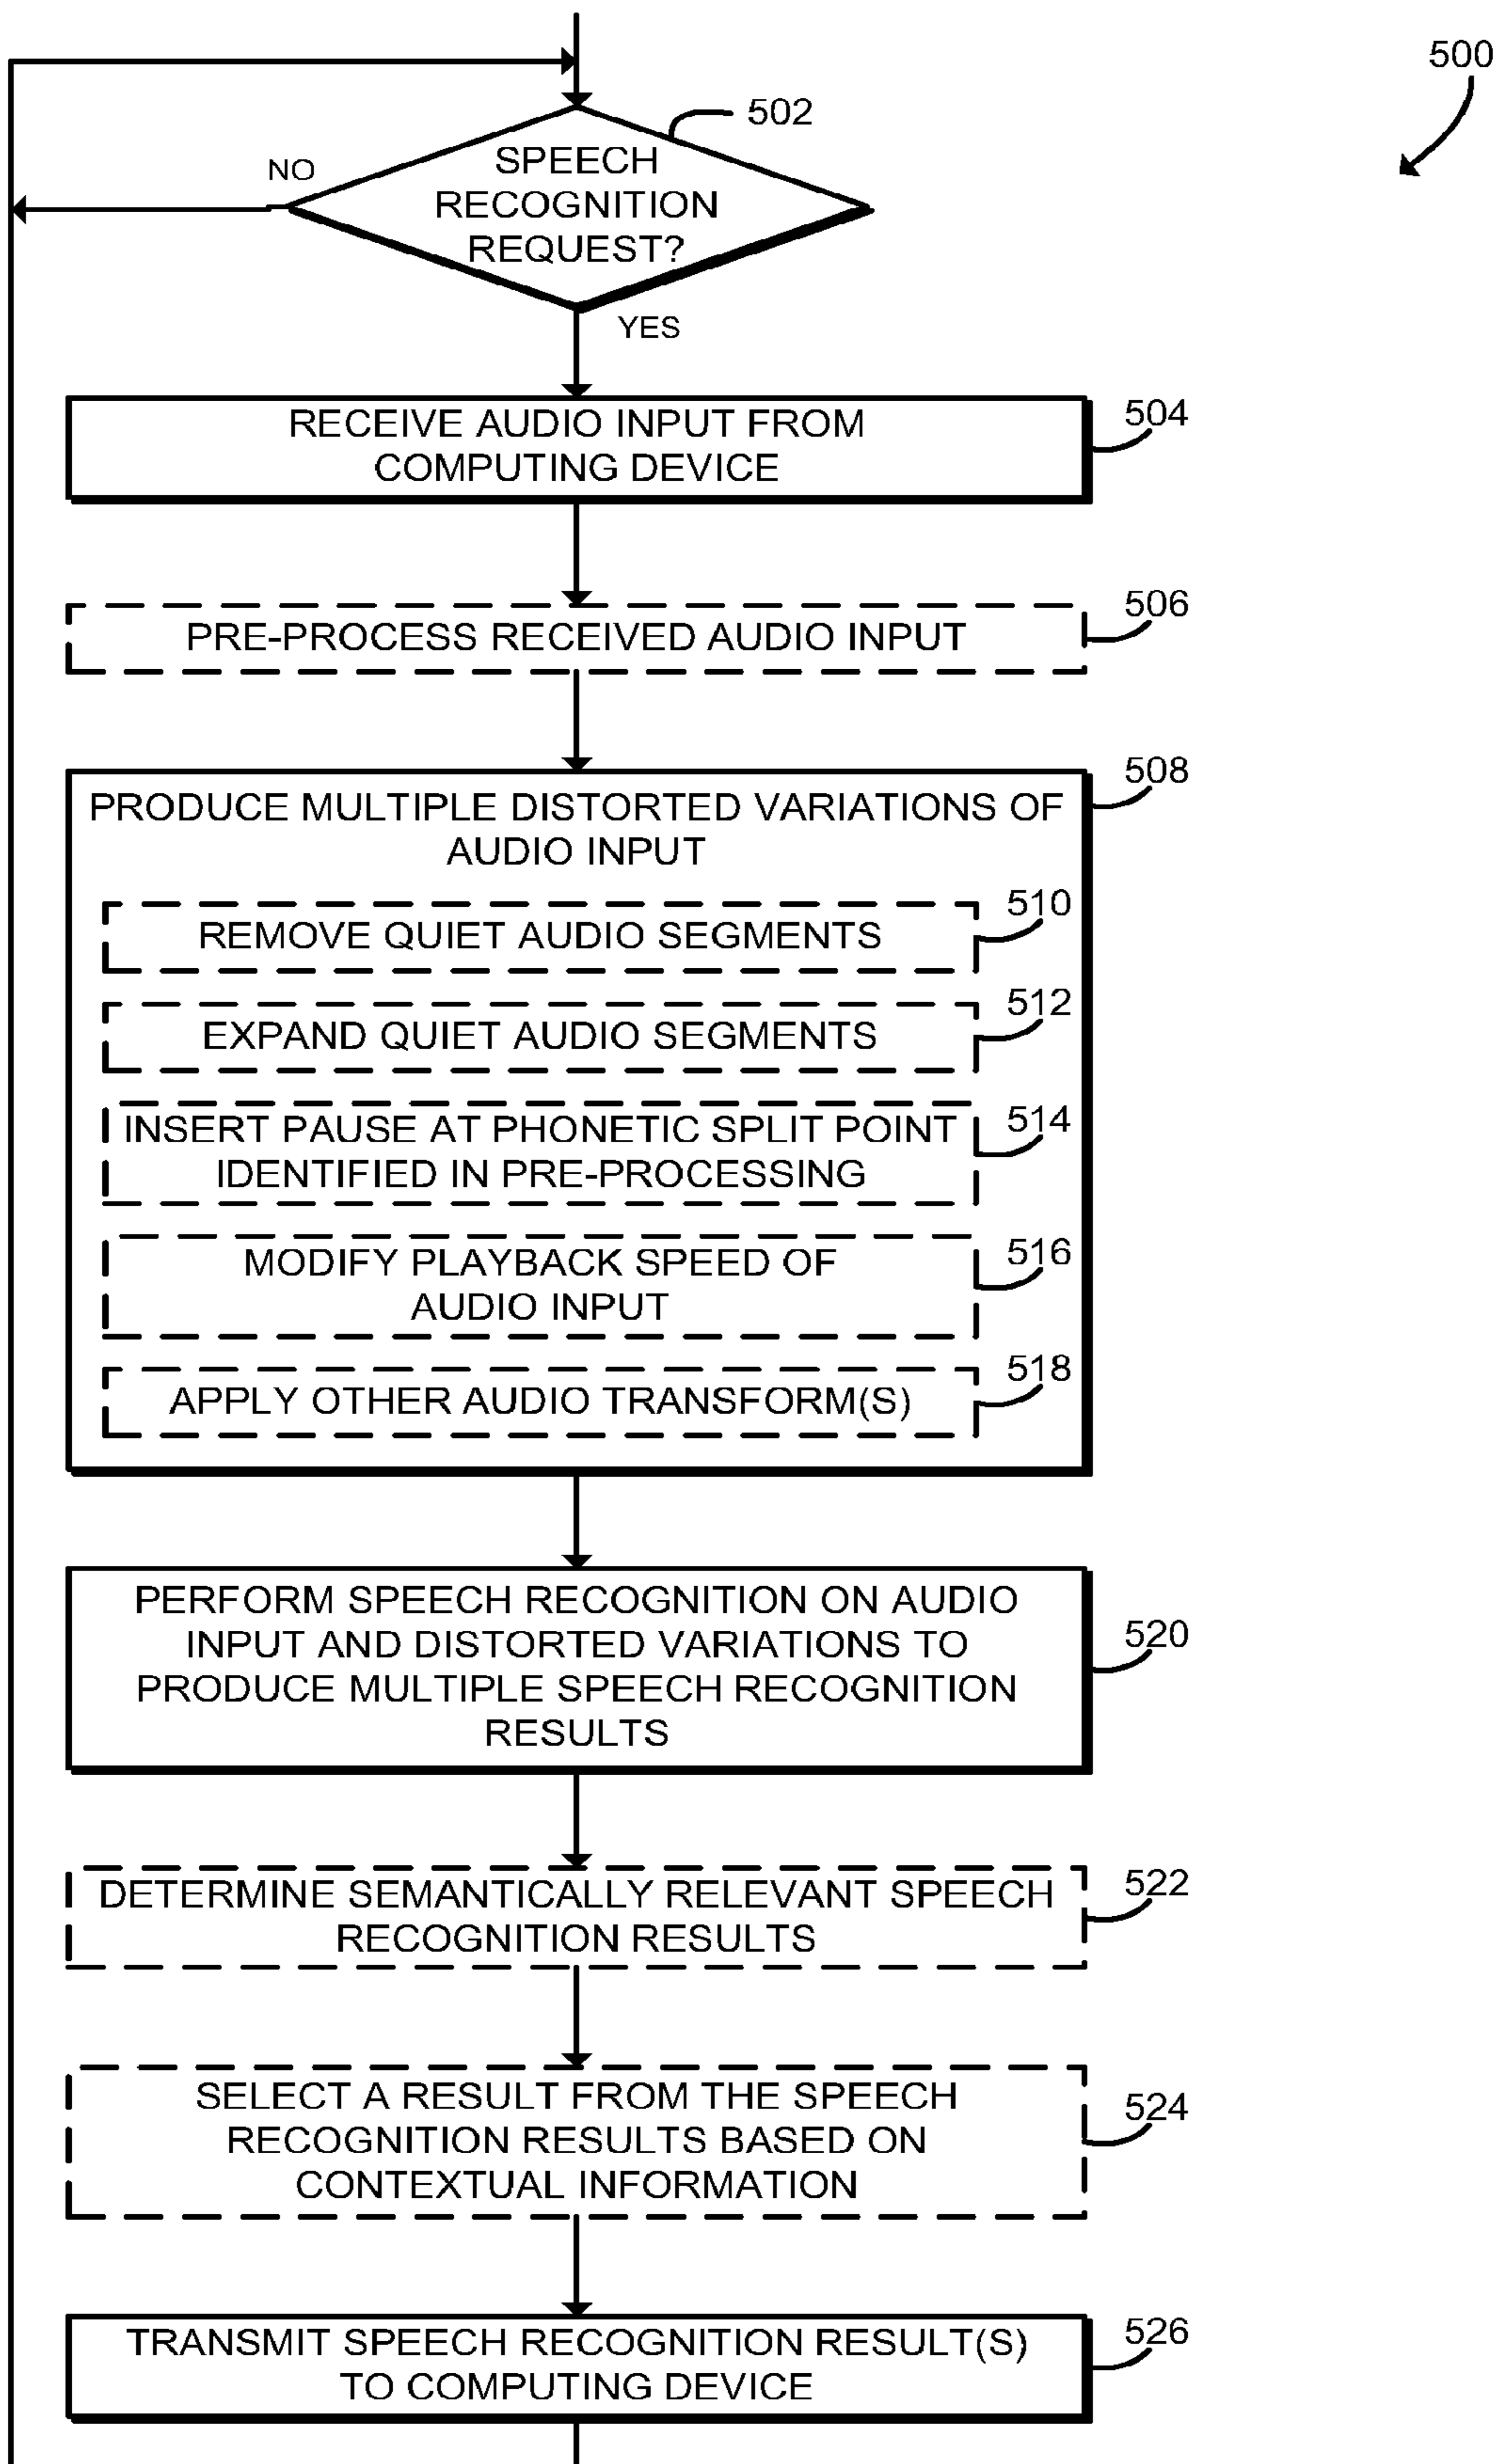 500
502
SPEECH
RECOGNITION
REQUEST?
NO
YES
RECEIVE AUDIO INPUT FROM
COMPUTING DEVICE
504
PRE-PROCESS RECEIVED AUDIO INPUT
506
508
PRODUCE MULTIPLE DISTORTED VARIATIONS OF
AUDIO INPUT
510
REMOVE QUIET AUDIO SEGMENTS
512
EXPAND QUIET AUDIO SEGMENTS
514
INSERT PAUSE AT PHONETIC SPLIT POINT
IDENTIFIED IN PRE-PROCESSING
516
MODIFY PLAYBACK SPEED OF
AUDIO INPUT
518
APPLY OTHER AUDIO TRANSFORM(S)
PERFORM SPEECH RECOGNITION ON AUDIO
INPUT AND DISTORTED VARIATIONS TO
PRODUCE MULTIPLE SPEECH RECOGNITION
RESULTS
520
DETERMINE SEMANTICALLY RELEVANT SPEECH
RECOGNITION RESULTS
522
SELECT A RESULT FROM THE SPEECH
RECOGNITION RESULTS BASED ON
CONTEXTUAL INFORMATION
524
TRANSMIT SPEECH RECOGNITION RESULT(S)
TO COMPUTING DEVICE
526